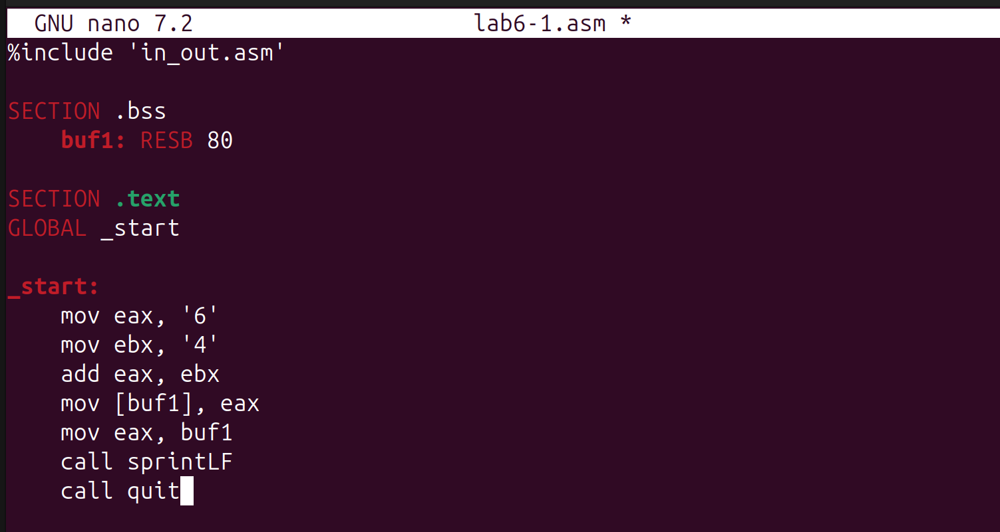 GNU nano 7.2 lab6-1.asm *
%include 'in_out.asm'
SECTION .bss
buf1: RESB 80
SECTION .text
GLOBAL _start
_start:
mov eax, '6'
mov ebx, '4'
add eax, ebx
mov [buf1], eax
mov eax, buf1
call sprintLF
call quit